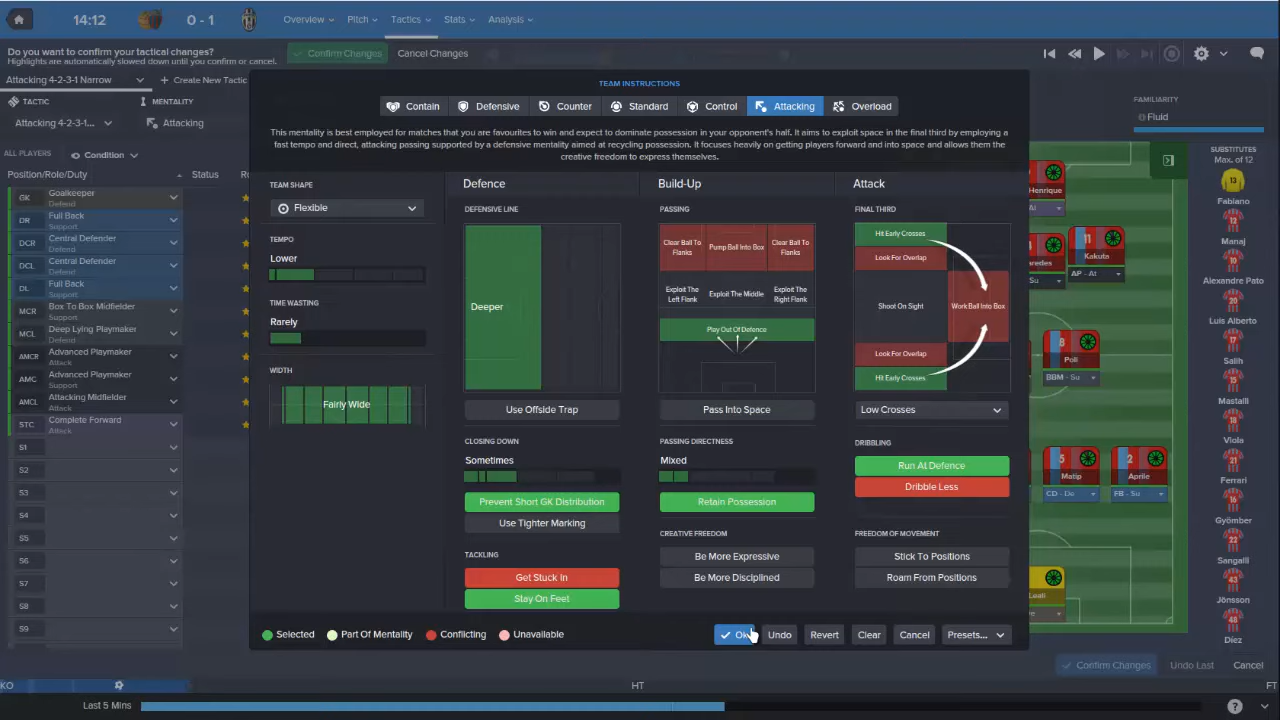 14:12
0 - 1
Overview
Pitch
Tactics
Stats
Analysis
Do you want to confirm your tactical changes?
Highlights are automatically slowed down until you confirm or cancel.
Confirm Changes
Cancel Changes
Attacking 4-2-3-1 Narrow
+ Create New Tactic
TACTIC
MENTALITY
Attacking 4-2-3-1...
Attacking
ALL PLAYERS
Condition
Position/Role/Duty
Status
GK
Goalkeeper
Defend
DR
Full Back
Support
DCR
Central Defender
Defend
DCL
Central Defender
Defend
DL
Full Back
Support
MCR
Box To Box Midfielder
Support
MCL
Deep Lying Playmaker
Defend
AMCR
Advanced Playmaker
Attack
AMC
Advanced Playmaker
Support
AMCL
Attacking Midfielder
Attack
STC
Complete Forward
Attack
S1
S2
S3
S4
S5
S6
S7
S8
S9
TEAM INSTRUCTIONS
Contain
Defensive
Counter
Standard
Control
Attacking
Overload
This mentality is best employed for matches that you are favourites to win and expect to dominate possession in your opponent's half. It aims to exploit space in the final third by employing a
fast tempo and direct, attacking passing supported by a defensive mentality aimed at recycling possession. It focuses heavily on getting players forward and into space and allows them the
creative freedom to express themselves.
TEAM SHAPE
Flexible
TEMPO
Lower
TIME WASTING
Rarely
WIDTH
Fairly Wide
Defence
DEFENSIVE LINE
Deeper
Use Offside Trap
CLOSING DOWN
Sometimes
Prevent Short GK Distribution
Use Tighter Marking
TACKLING
Get Stuck In
Stay On Feet
Build-Up
PASSING
Clear Ball To
Flanks
Pump Ball Into Box
Clear Ball To
Flanks
Exploit The
Left Flank
Exploit The Middle
Exploit The
Right Flank
Play Out Of Defence
Pass Into Space
PASSING DIRECTNESS
Mixed
Retain Possession
CREATIVE FREEDOM
Be More Expressive
Be More Disciplined
Attack
FINAL THIRD
Hit Early Crosses
Look For Overlap
Shoot On Sight
Work Ball Into Box
Look For Overlap
Hit Early Crosses
Low Crosses
DRIBBLING
Run At Defence
Dribble Less
FREEDOM OF MOVEMENT
Stick To Positions
Roam From Positions
Selected
Part Of Mentality
Conflicting
Unavailable
Undo
Revert
Clear
Cancel
Presets...
FAMILIARITY
Fluid
SUBSTITUTES
Max. of 12
13
Fabiano
Manaj
Alexandre Pato
Luis Alberto
Salih
Mastalli
Viola
Ferrari
Gyömber
Sangalli
Jönsson
Díez
Henrique
11
Kakuta
AP - At
8
Poli
BBM - Su
5
Matip
CD - De
2
Aprile
FB - Su
Confirm Changes
Undo Last
Cancel
KO
HT
FT
Last 5 Mins